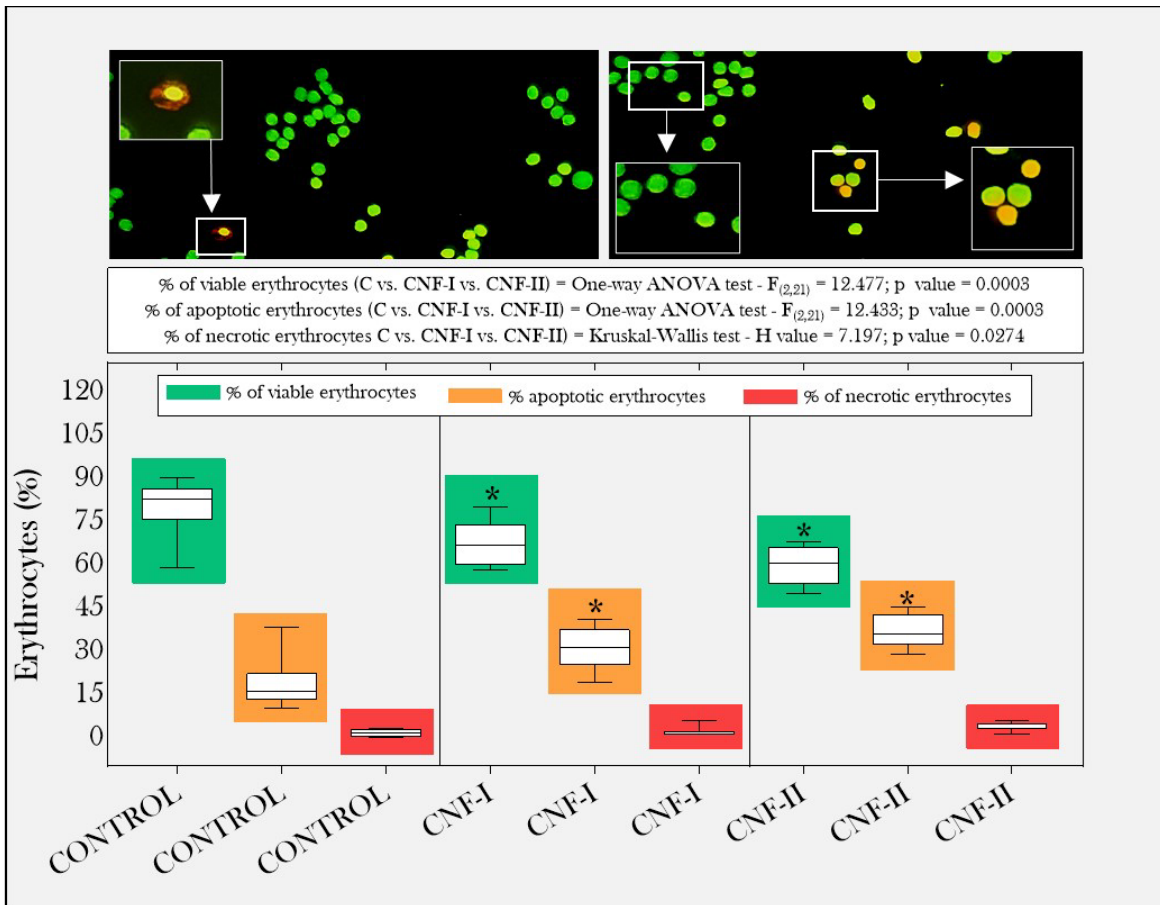 % of viable erythrocytes (C vs. CNF-I vs. CNF-II) = One-way ANOVA test - F(2,21) = 12.477; p value = 0.0003
% of apoptotic erythrocytes (C vs. CNF-I vs. CNF-II) = One-way ANOVA test - F(2,21) = 12.433; p value = 0.0003
% of necrotic erythrocytes C vs. CNF-I vs. CNF-II) = Kruskal-Wallis test - H value = 7.197; p value = 0.0274
% of viable erythrocytes % apoptotic erythrocytes % of necrotic erythrocytes
Erythrocytes (%)
120
105
90
75
60
45
30
15
0
* *
* *
CONTROL CONTROL CONTROL CNF-I CNF-I CNF-I CNF-II CNF-II CNF-II